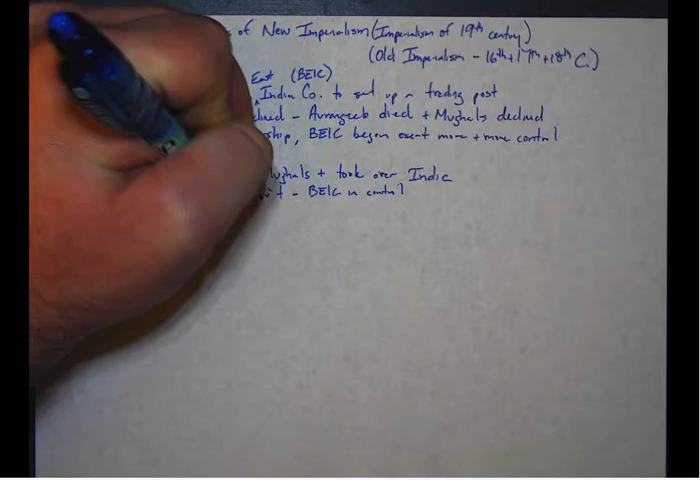 of New Imperialism (Imperialism of 19th century)
(Old Imperialism - 16th + 17th + 18th C.)
East (BEIC)
India Co. to set up a trading post
- Aurangzeb died + Mughals declined
BEIC began exert more + more control
+ took over India
- BEIC in control